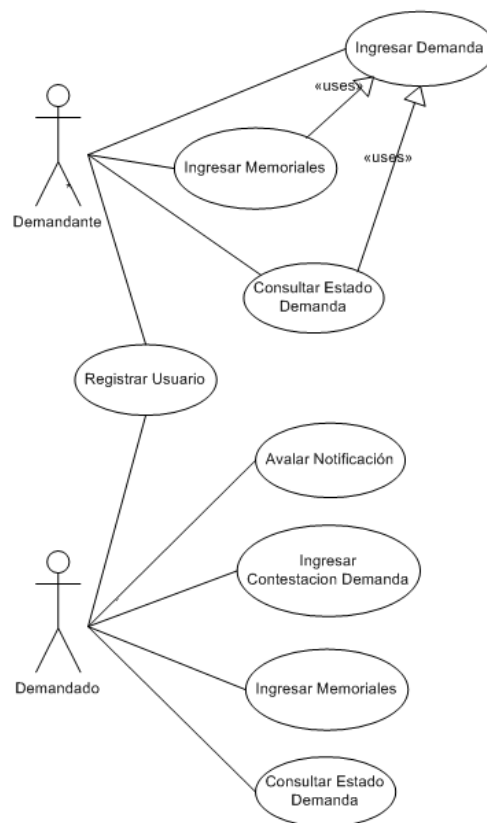 Ingresar Demanda
«uses»
Ingresar Memoriales
«uses»
Demandante
Consultar Estado
Demanda
Registrar Usuario
Avalar Notificación
Ingresar
Contestacion Demanda
Demandado
Ingresar Memoriales
Consultar Estado
Demanda